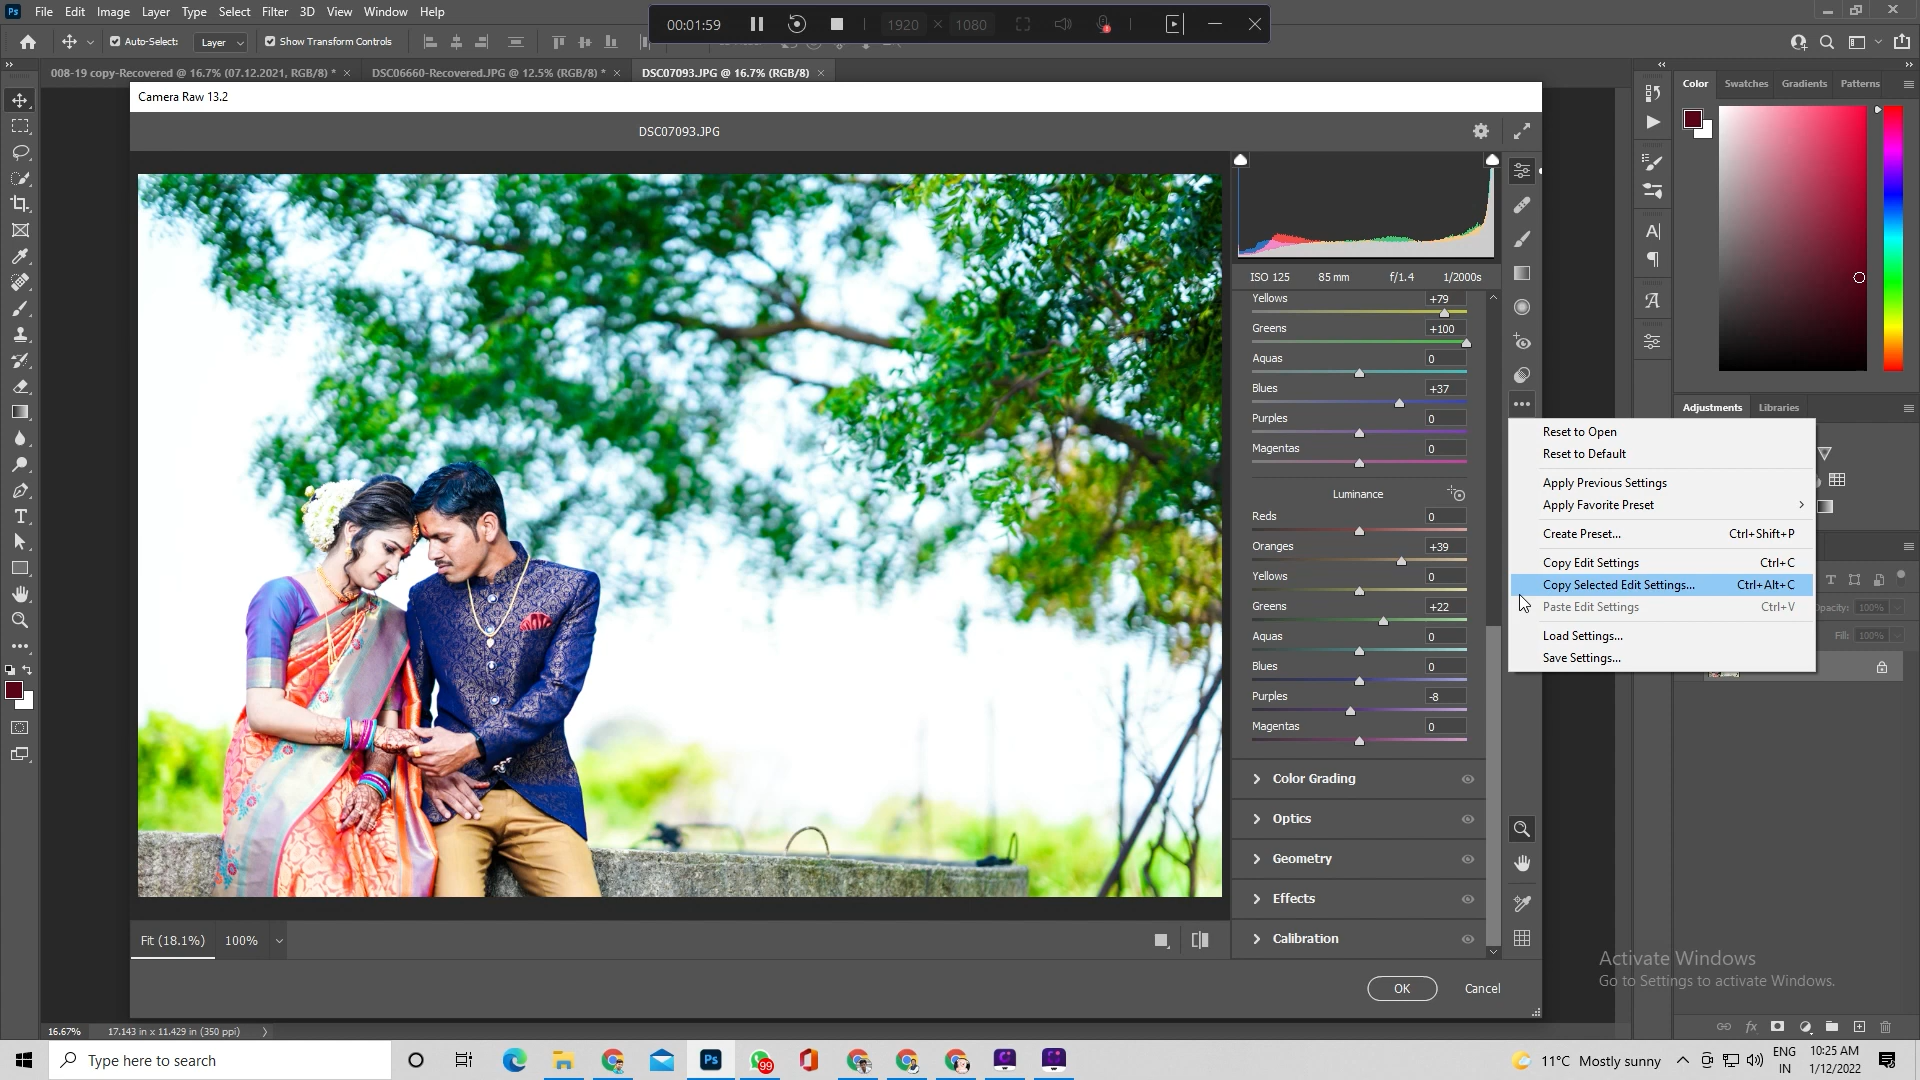 Ps File Edit Image Layer Type Select Filter 3D View Window Help
00:01:59 1920 × 1080
Auto-Select: Layer Show Transform Controls
008-19 copy-Recovered @ 16.7% (07.12.2021, RGB/8) * × DSC06660-Recovered.JPG @ 12.5% (RGB/8) * × DSC07093.JPG @ 16.7% (RGB/8) ×
Color Swatches Gradients Patterns
Camera Raw 13.2
DSC07093.JPG
ISO 125 85 mm f/1.4 1/2000s
Yellows +79
Greens +100
Aquas 0
Blues +37
Purples 0
Magentas 0
Luminance
Reds 0
Oranges +39
Yellows 0
Greens +22
Aquas 0
Blues 0
Purples -8
Magentas 0
Color Grading
Optics
Geometry
Effects
Calibration
Adjustments Libraries
Reset to Open
Reset to Default
Apply Previous Settings
Apply Favorite Preset
Create Preset... Ctrl+Shift+P
Copy Edit Settings Ctrl+C
Copy Selected Edit Settings... Ctrl+Alt+C
Paste Edit Settings Ctrl+V
Load Settings...
Save Settings...
100%
Fill: 100%
Fit (18.1%) 100%
OK Cancel
Activate Windows
Go to Settings to activate Windows.
16.67% 17.143 in x 11.429 in (350 ppi)
Type here to search
Ps
99
11°C Mostly sunny
ENG
IN
10:25 AM
1/12/2022